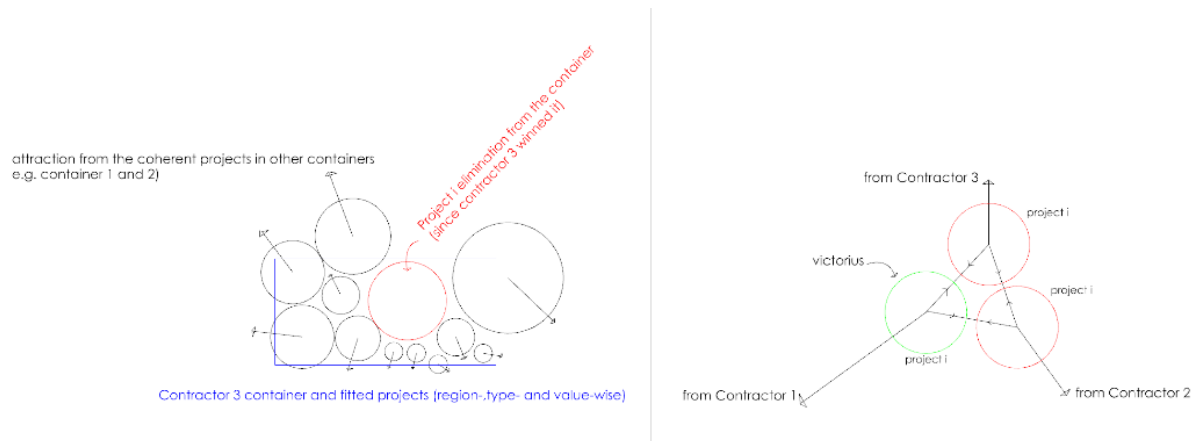 attraction from the coherent projects in other containers
e.g. container 1 and 2)
Project i elimination from the container
(since contractor 3 winned it)
Contractor 3 container and fitted projects (region-,type- and value-wise)
from Contractor 3
project i
victorius
project i
project i
from Contractor 1
from Contractor 2